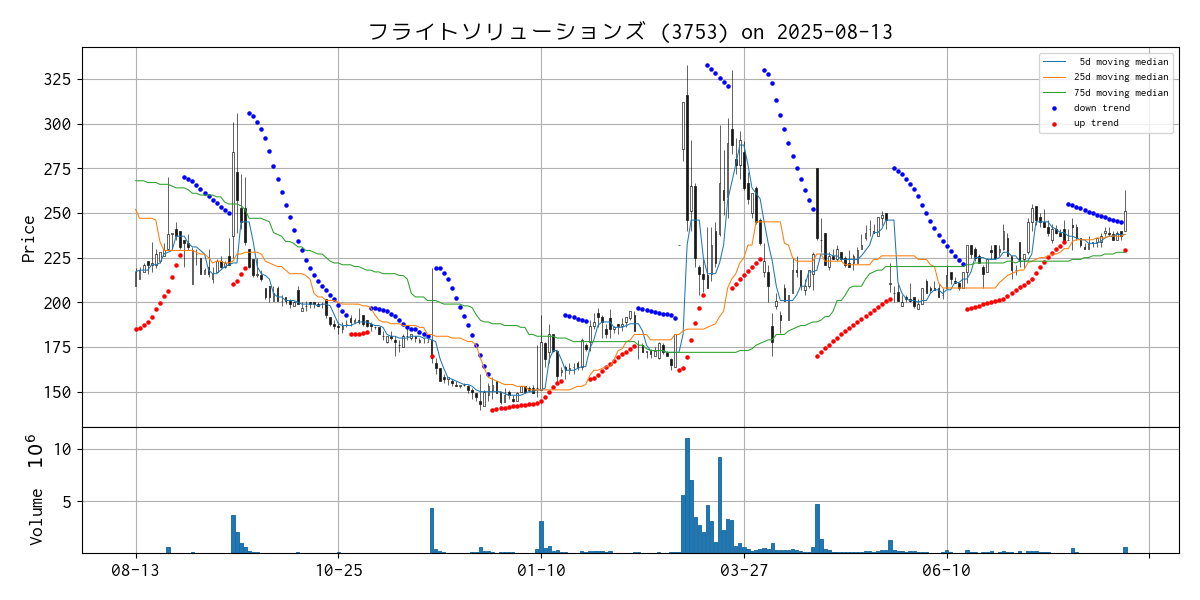 フライトソリューションズ (3753) on 2025-08-13
Price
325
300
275
250
225
200
175
150
5d moving median
25d moving median
75d moving median
down trend
up trend
Volume 10^6
10
5
08-13
10-25
01-10
03-27
06-10